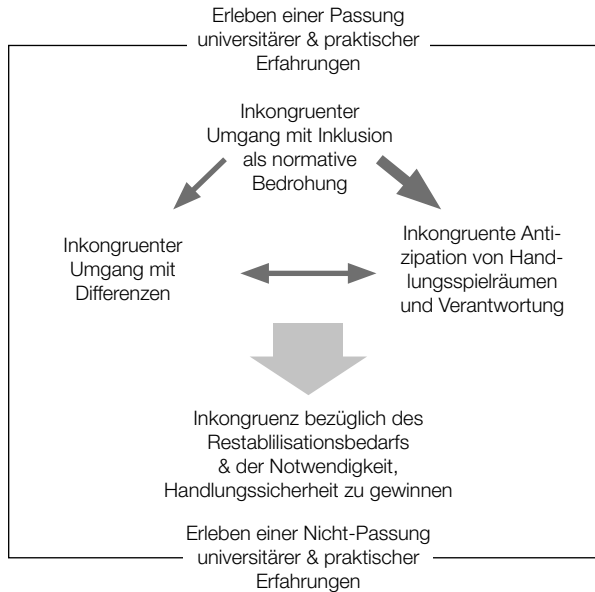 Erleben einer Passung
universitärer & praktischer
Erfahrungen
Inkongruenter
Umgang mit Inklusion
als normative
Bedrohung
Inkongruenter
Umgang mit
Differenzen
Inkongruente Anti-
zipation von Hand-
lungsspielräumen
und Verantwortung
Inkongruenz bezüglich des
Restablilisationsbedarfs
& der Notwendigkeit,
Handlungssicherheit zu gewinnen
Erleben einer Nicht-Passung
universitärer & praktischer
Erfahrungen